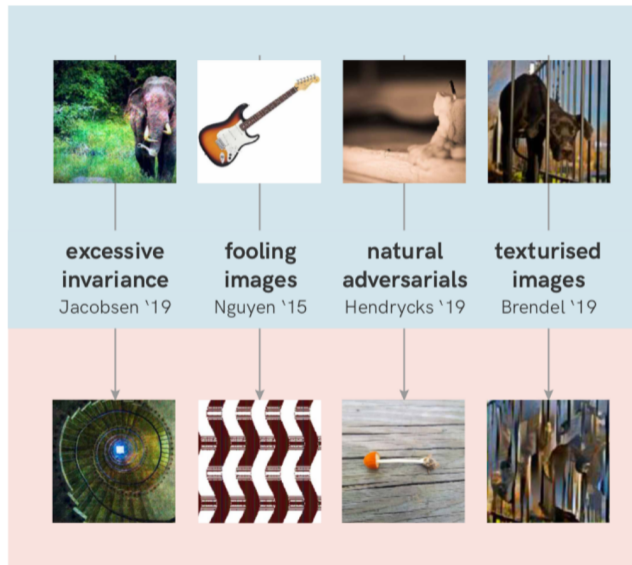 excessive
invariance
Jacobsen ‘19
fooling
images
Nguyen ‘15
natural
adversarials
Hendrycks ‘19
texturised
images
Brendel ‘19